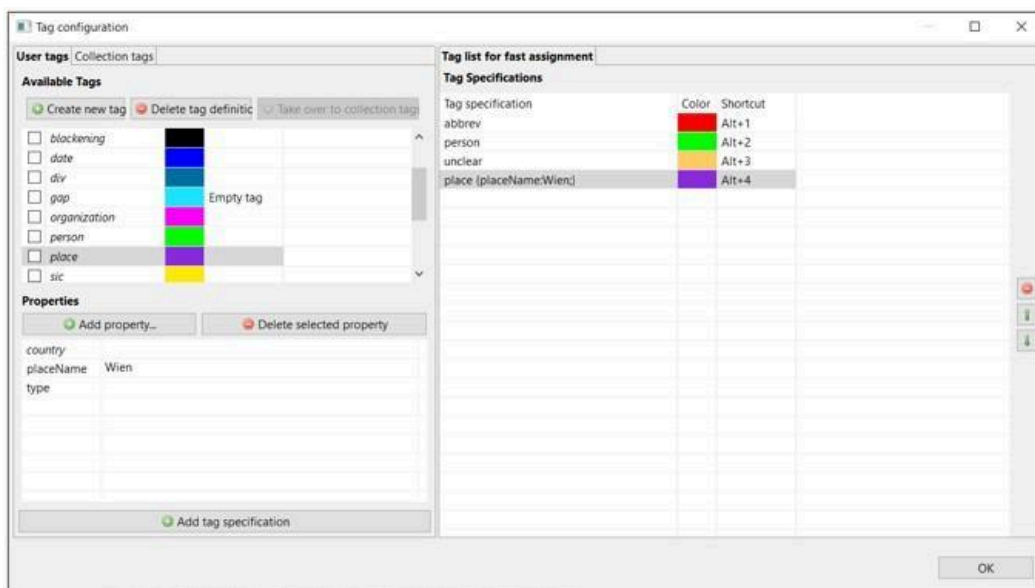 Tag configuration
User tags Collection tags
Available Tags
Create new tag Delete tag definitic Take over to collection tag
blackening
date
div
gap Empty tag
organization
person
place
sic
Properties
Add property... Delete selected property
country
placeName Wien
type
Add tag specification
Tag list for fast assignment
Tag Specifications
Tag specification Color Shortcut
abbrev Alt+1
person Alt+2
unclear Alt+3
place {placeName:Wien;} Alt+4
OK